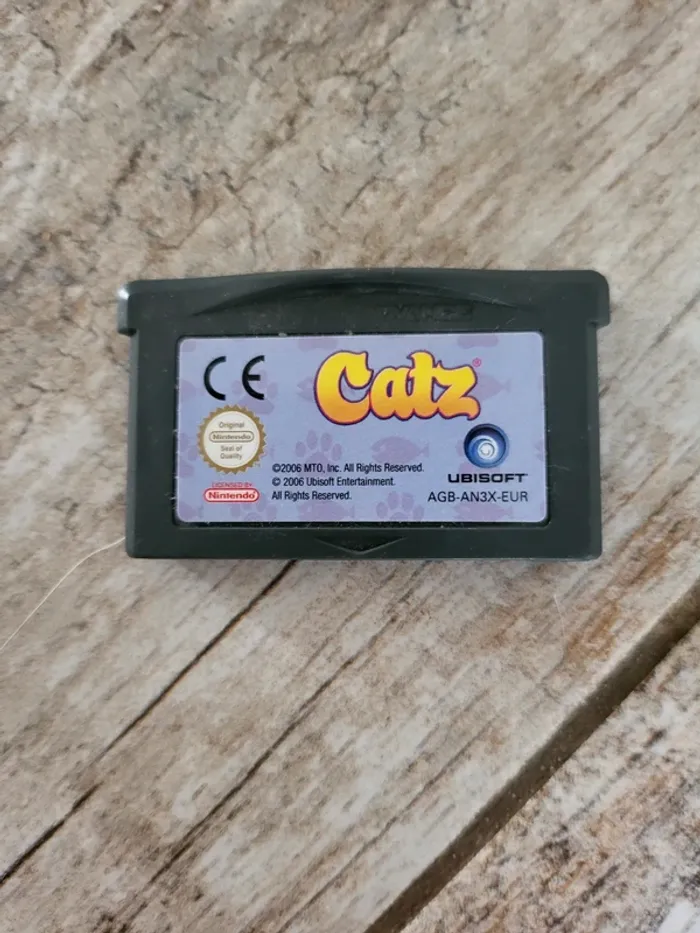 CE
Catz®
Original
Nintendo
Seal of
Quality
LICENSED BY
Nintendo
©2006 MTO, Inc. All Rights Reserved.
© 2006 Ubisoft Entertainment.
All Rights Reserved.
UBISOFT
AGB-AN3X-EUR